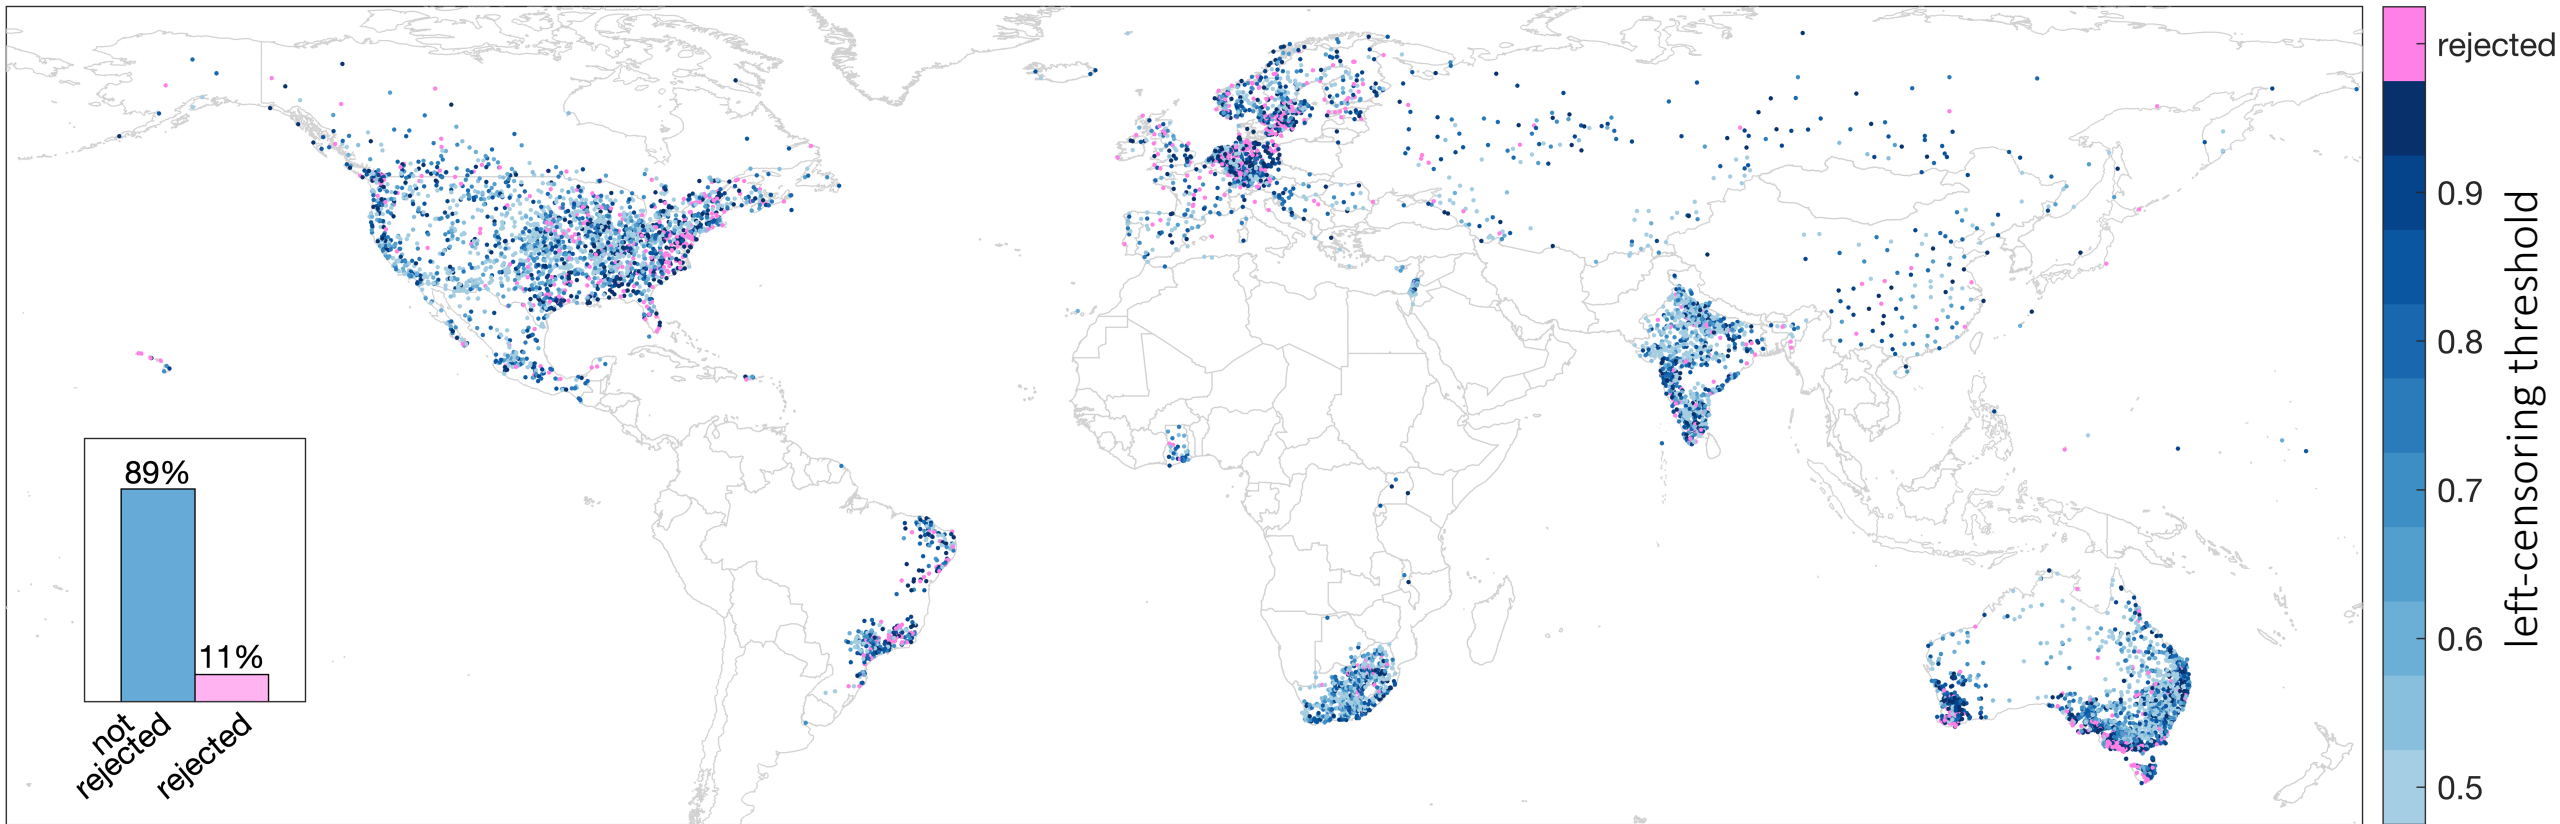 89%
11%
not
rejected
rejected
rejected
0.9
0.8
0.7
0.6
0.5
left-censoring threshold